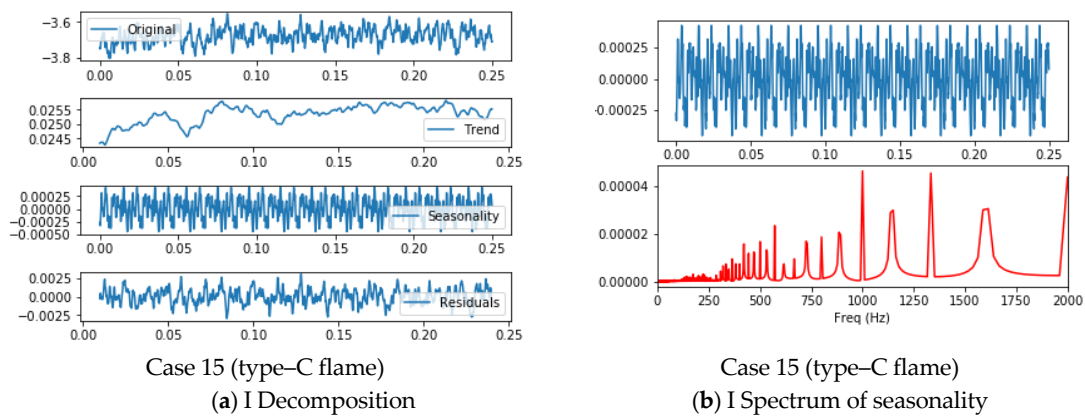 −3.6
−3.8
Original
0.00 0.05 0.10 0.15 0.20 0.25
0.0255
0.0250
0.0245
Trend
0.00 0.05 0.10 0.15 0.20 0.25
0.00025
0.00000
−0.00025
−0.00050
Seasonality
0.00 0.05 0.10 0.15 0.20 0.25
0.0025
0.0000
−0.0025
Residuals
0.00 0.05 0.10 0.15 0.20 0.25
Case 15 (type–C flame)
(a) I Decomposition
0.00025
0.00000
-0.00025
0.00 0.05 0.10 0.15 0.20 0.25
0.00004
0.00002
0.00000
0 250 500 750 1000 1250 1500 1750 2000
Freq (Hz)
Case 15 (type–C flame)
(b) I Spectrum of seasonality